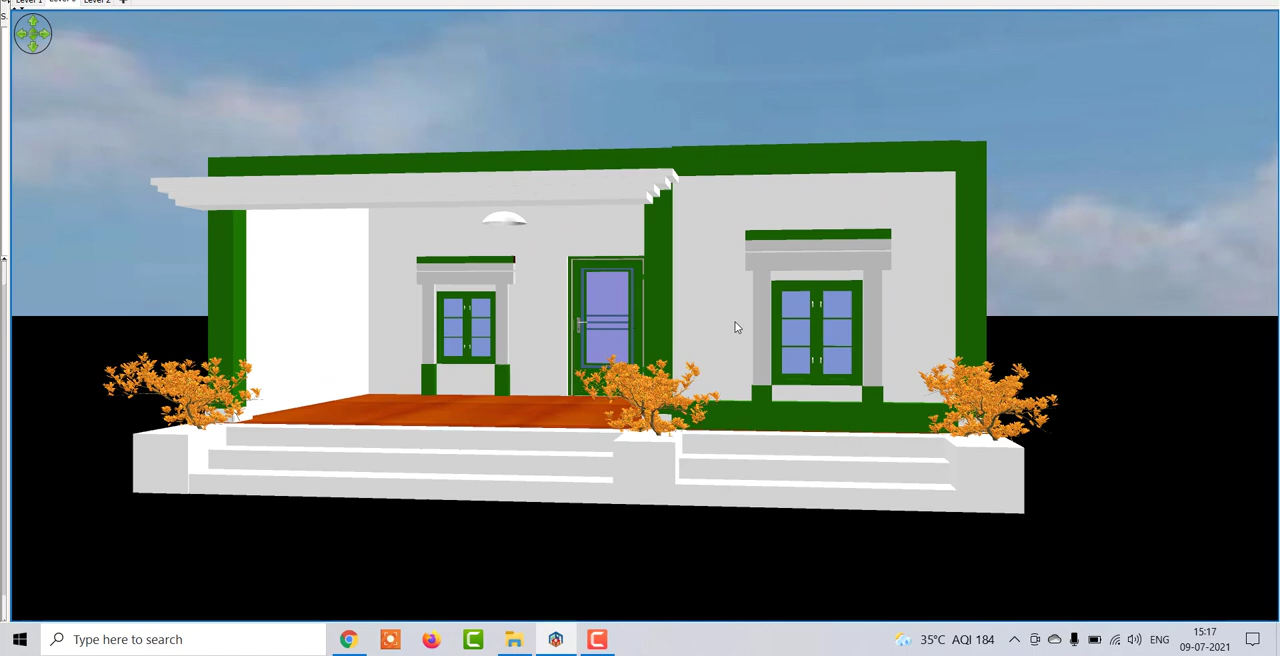 Level 1
Level 2
S.
Type here to search
35°C AQI 184
ENG
15:17
09-07-2021